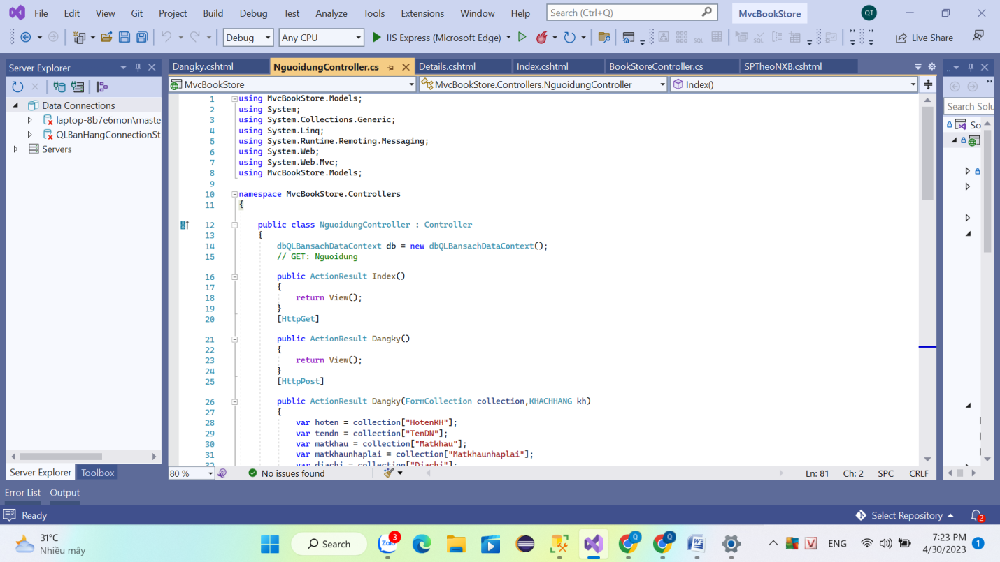 File Edit View Git Project Build Debug Test Analyze Tools Extensions Window Help Search (Ctrl+Q) MvcBookStore QT
Debug Any CPU IIS Express (Microsoft Edge) SQL Live Share
Server Explorer
Dangky.cshtml NguoidungController.cs Details.cshtml Index.cshtml BookStoreController.cs SPTheoNXB.cshtml
MvcBookStore MvcBookStore.Controllers.NguoidungController Index()
Data Connections
laptop-8b7e6mon\maste
QLBanHangConnectionSt
Servers
Search Solu
So
1 using MvcBookStore.Models;
2 using System;
3 using System.Collections.Generic;
4 using System.Linq;
5 using System.Runtime.Remoting.Messaging;
6 using System.Web;
7 using System.Web.Mvc;
8 using MvcBookStore.Models;
9
10 namespace MvcBookStore.Controllers
11 {
12 public class NguoidungController : Controller
13 {
14 dbQLBansachDataContext db = new dbQLBansachDataContext();
15 // GET: Nguoidung
16 public ActionResult Index()
17 {
18 return View();
19 }
20 [HttpGet]
21 public ActionResult Dangky()
22 {
23 return View();
24 }
25 [HttpPost]
26 public ActionResult Dangky(FormCollection collection,KHACHHANG kh)
27 {
28 var hoten = collection["HotenKH"];
29 var tendn = collection["TenDN"];
30 var matkhau = collection["Matkhau"];
31 var matkhaunhaplai = collection["Matkhaunhaplai"];
32 var diachi = collection["Diachi"];
Server Explorer Toolbox
80 % No issues found Ln: 81 Ch: 2 SPC CRLF
Error List Output
Ready Select Repository 2
31°C
Nhiều mây
Search
Zalo 3
Q
Q
W
V
ENG
7:23 PM
4/30/2023
1